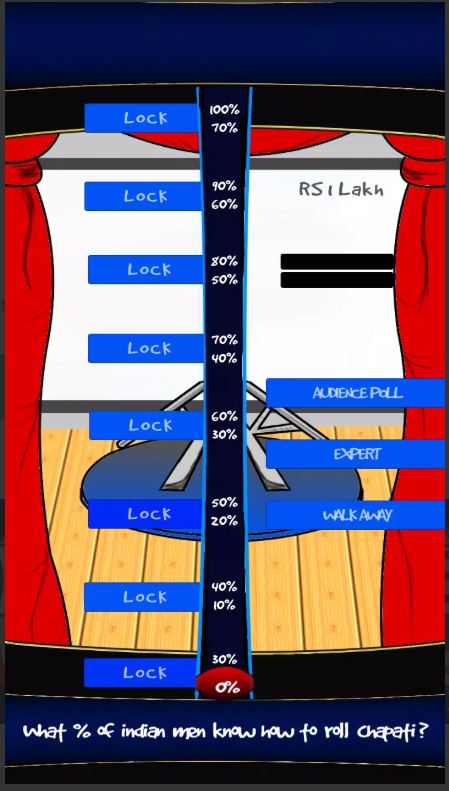 LOCK
100%
70%
LOCK
90%
60%
RS 1 Lakh
LOCK
80%
50%
LOCK
70%
40%
AUDIENCE POLL
LOCK
60%
30%
EXPERT
LOCK
50%
20%
WALK AWAY
LOCK
40%
10%
LOCK
30%
0%
What % of indian men know how to roll Chapati?